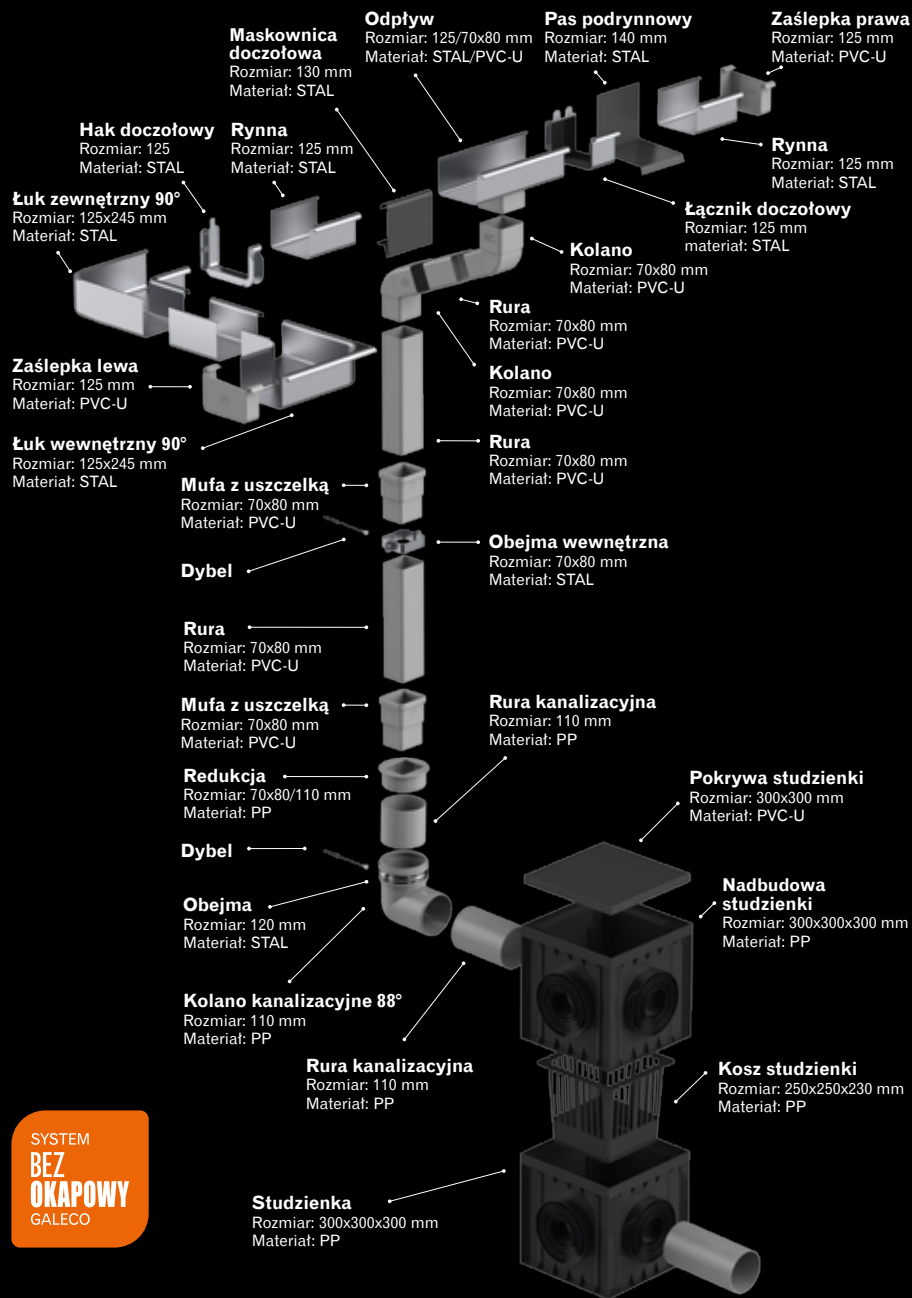 Odpływ
Rozmiar: 125/70x80 mm
Materiał: STAL/PVC-U
Pas podrynnowy
Rozmiar: 140 mm
Materiał: STAL
Zaślepka prawa
Rozmiar: 125 mm
Materiał: PVC-U
Maskownica
doczołowa
Rozmiar: 130 mm
Materiał: STAL
Hak doczołowy
Rozmiar: 125
Materiał: STAL
Rynna
Rozmiar: 125 mm
Materiał: STAL
Rynna
Rozmiar: 125 mm
Materiał: STAL
Łuk zewnętrzny 90°
Rozmiar: 125x245 mm
Materiał: STAL
Łącznik doczołowy
Rozmiar: 125 mm
materiał: STAL
Kolano
Rozmiar: 70x80 mm
Materiał: PVC-U
Rura
Rozmiar: 70x80 mm
Materiał: PVC-U
Zaślepka lewa
Rozmiar: 125 mm
Materiał: PVC-U
Kolano
Rozmiar: 70x80 mm
Materiał: PVC-U
Łuk wewnętrzny 90°
Rozmiar: 125x245 mm
Materiał: STAL
Rura
Rozmiar: 70x80 mm
Materiał: PVC-U
Mufa z uszczelką
Rozmiar: 70x80 mm
Materiał: PVC-U
Obejma wewnętrzna
Rozmiar: 70x80 mm
Materiał: STAL
Dybel
Rura
Rozmiar: 70x80 mm
Materiał: PVC-U
Mufa z uszczelką
Rozmiar: 70x80 mm
Materiał: PVC-U
Rura kanalizacyjna
Rozmiar: 110 mm
Materiał: PP
Redukcja
Rozmiar: 70x80/110 mm
Materiał: PP
Pokrywa studzienki
Rozmiar: 300x300 mm
Materiał: PVC-U
Dybel
Obejma
Rozmiar: 120 mm
Materiał: STAL
Nadbudowa
studzienki
Rozmiar: 300x300x300 mm
Materiał: PP
Kolano kanalizacyjne 88°
Rozmiar: 110 mm
Materiał: PP
Rura kanalizacyjna
Rozmiar: 110 mm
Materiał: PP
Kosz studzienki
Rozmiar: 250x250x230 mm
Materiał: PP
SYSTEM
BEZ
OKAPOWY
GALECO
Studzienka
Rozmiar: 300x300x300 mm
Materiał: PP